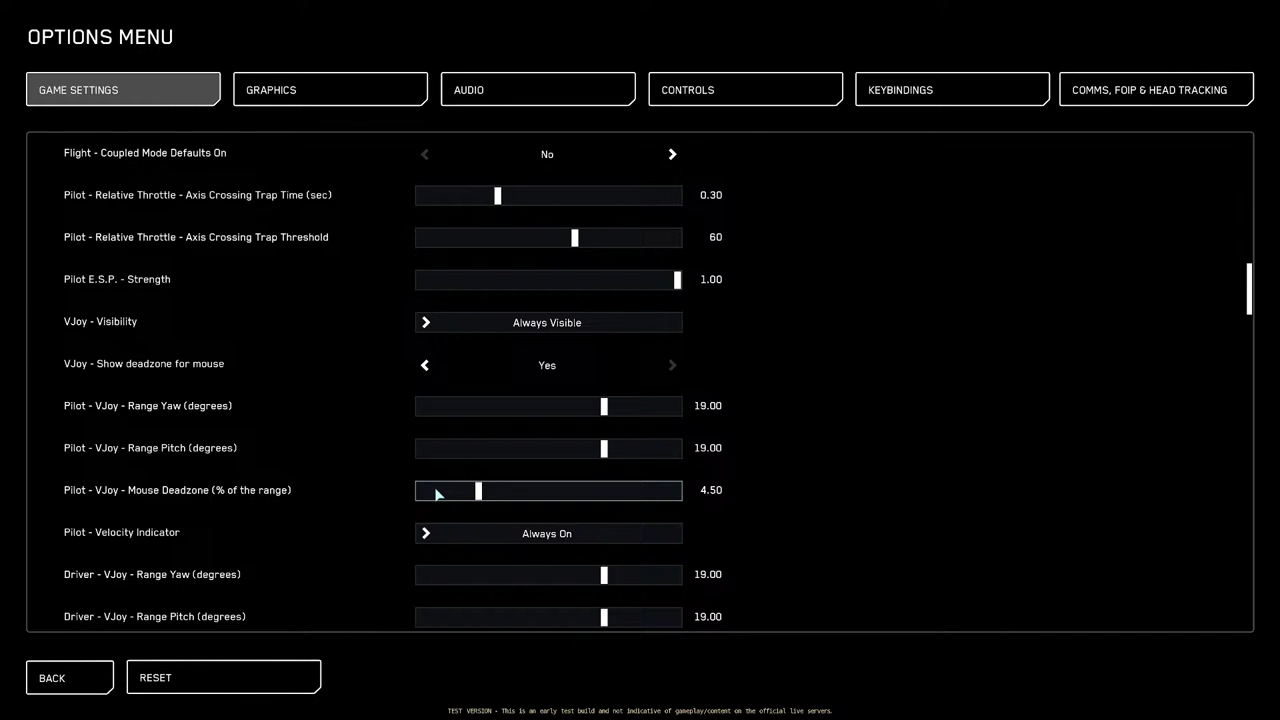 OPTIONS MENU
GAME SETTINGS GRAPHICS AUDIO CONTROLS KEYBINDINGS COMMS, FOIP & HEAD TRACKING
Flight - Coupled Mode Defaults On No
Pilot - Relative Throttle - Axis Crossing Trap Time (sec) 0.30
Pilot - Relative Throttle - Axis Crossing Trap Threshold 60
Pilot E.S.P. - Strength 1.00
VJoy - Visibility Always Visible
VJoy - Show deadzone for mouse Yes
Pilot - VJoy - Range Yaw (degrees) 19.00
Pilot - VJoy - Range Pitch (degrees) 19.00
Pilot - VJoy - Mouse Deadzone (% of the range) 4.50
Pilot - Velocity Indicator Always On
Driver - VJoy - Range Yaw (degrees) 19.00
Driver - VJoy - Range Pitch (degrees) 19.00
BACK RESET
TEST VERSION - This is an early test build and not indicative of gameplay/content on the official live servers.